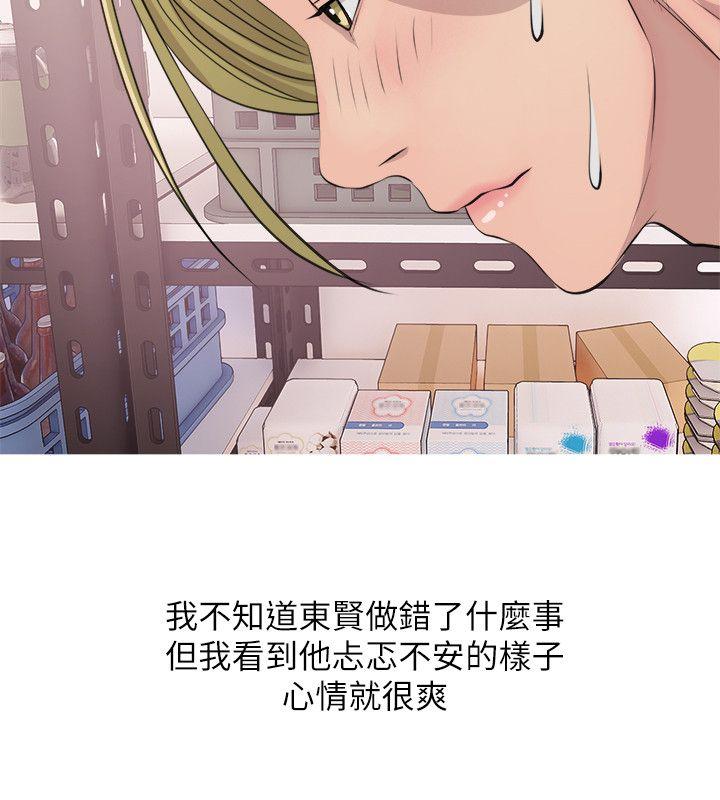 我不知道東賢做錯了什麼事
但我看到他忐忑不安的樣子
心情就很爽